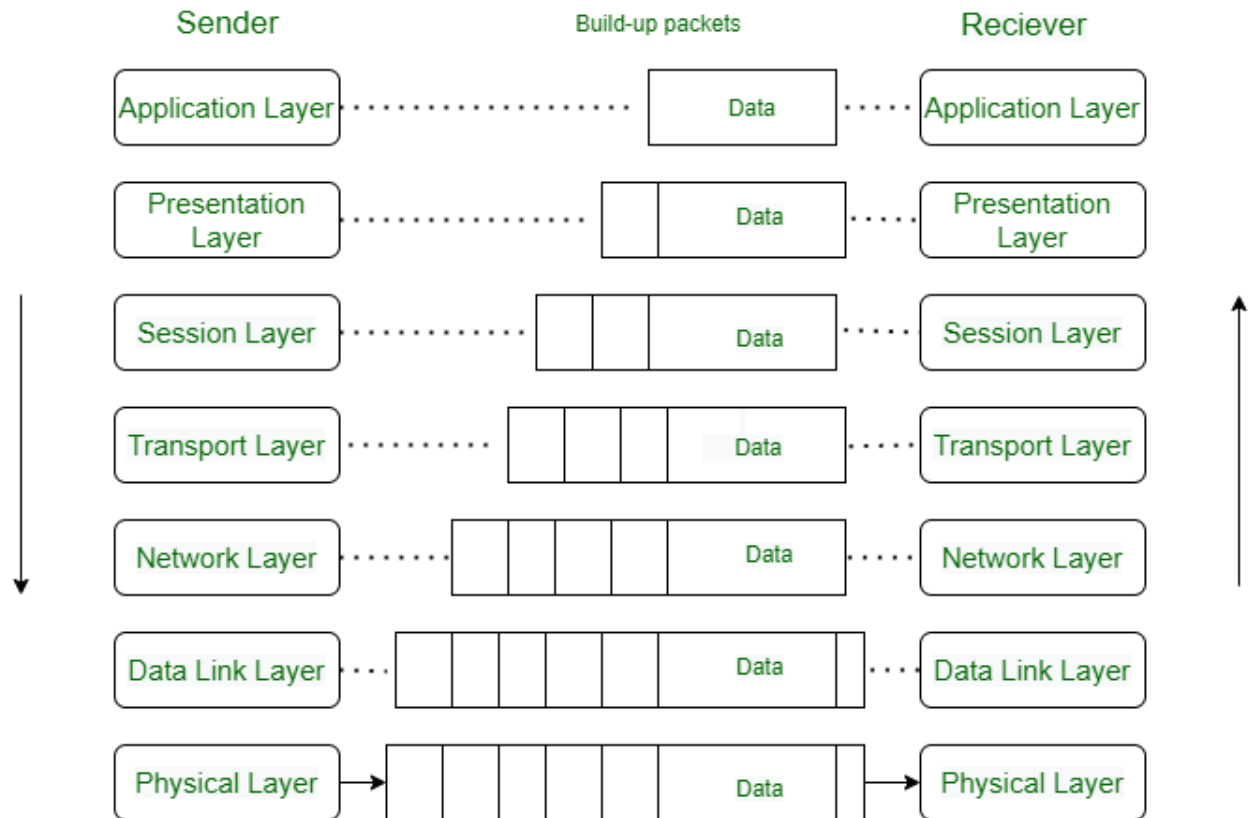 Sender
Build-up packets
Reciever
Application Layer
Data
Application Layer
Presentation
Layer
Data
Presentation
Layer
Session Layer
Data
Session Layer
Transport Layer
Data
Transport Layer
Network Layer
Data
Network Layer
Data Link Layer
Data
Data Link Layer
Physical Layer
Data
Physical Layer